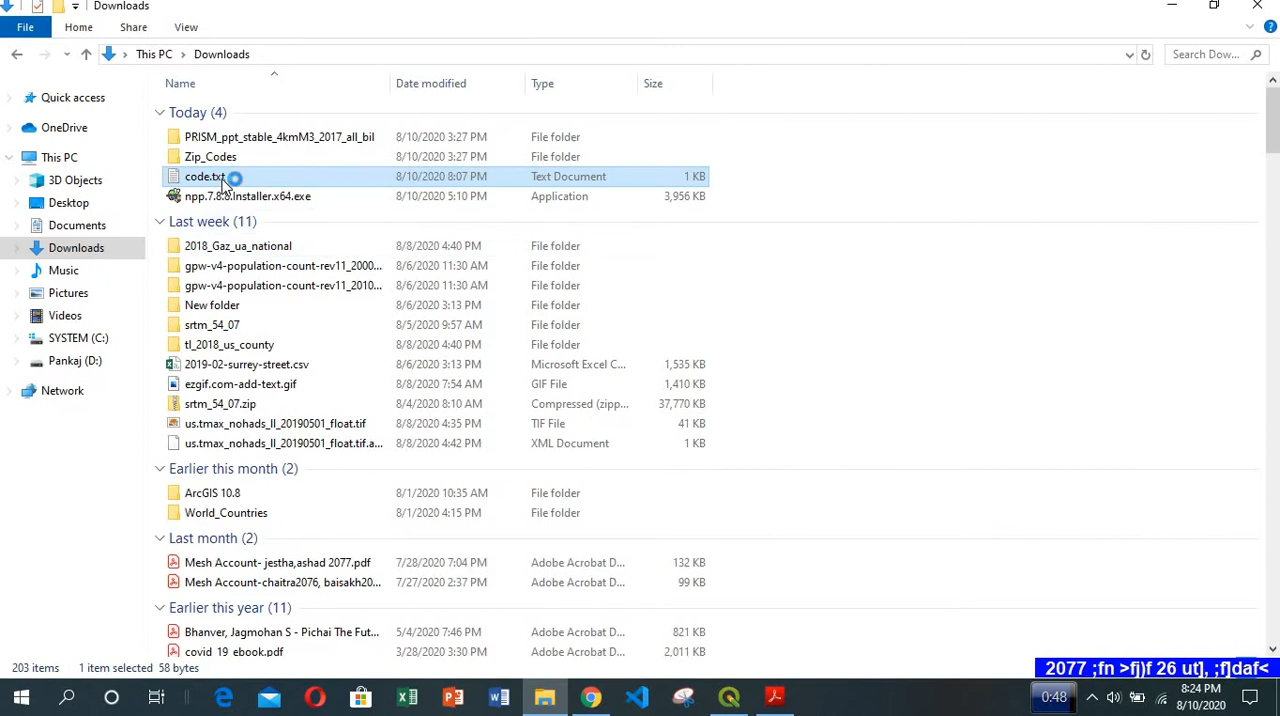 Downloads
File Home Share View
This PC Downloads Search Dow...
Name Date modified Type Size
Quick access
OneDrive
This PC
3D Objects
Desktop
Documents
Downloads
Music
Pictures
Videos
SYSTEM (C:)
Pankaj (D:)
Network
Today (4)
PRISM_ppt_stable_4kmM3_2017_all_bil 8/10/2020 3:27 PM File folder
Zip_Codes 8/10/2020 3:27 PM File folder
code.txt 8/10/2020 8:07 PM Text Document 1 KB
npp.7.8.8.Installer.x64.exe 8/10/2020 5:10 PM Application 3,956 KB
Last week (11)
2018_Gaz_ua_national 8/8/2020 4:40 PM File folder
gpw-v4-population-count-rev11_2000... 8/6/2020 11:30 AM File folder
gpw-v4-population-count-rev11_2010... 8/6/2020 11:30 AM File folder
New folder 8/6/2020 3:13 PM File folder
srtm_54_07 8/5/2020 9:57 AM File folder
tl_2018_us_county 8/8/2020 4:40 PM File folder
2019-02-surrey-street.csv 8/6/2020 3:13 PM Microsoft Excel C... 1,535 KB
ezgif.com-add-text.gif 8/8/2020 7:54 AM GIF File 1,410 KB
srtm_54_07.zip 8/4/2020 8:10 AM Compressed (zipp... 37,770 KB
us.tmax_nohads_ll_20190501_float.tif 8/8/2020 4:35 PM TIF File 41 KB
us.tmax_nohads_ll_20190501_float.tif.a... 8/8/2020 4:42 PM XML Document 1 KB
Earlier this month (2)
ArcGIS 10.8 8/1/2020 10:35 AM File folder
World_Countries 8/1/2020 4:15 PM File folder
Last month (2)
Mesh Account- jestha,ashad 2077.pdf 7/28/2020 7:04 PM Adobe Acrobat D... 132 KB
Mesh Account-chaitra2076, baisakh20... 7/27/2020 2:37 PM Adobe Acrobat D... 99 KB
Earlier this year (11)
Bhanver, Jagmohan S - Pichai The Fut... 5/4/2020 7:46 PM Adobe Acrobat D... 821 KB
covid_19_ebook.pdf 3/28/2020 3:30 PM Adobe Acrobat D... 2,011 KB
203 items 1 item selected 58 bytes
2077 ;fn >fj)f 26 ut], ;f]daf<
0:48
8:24 PM
8/10/2020